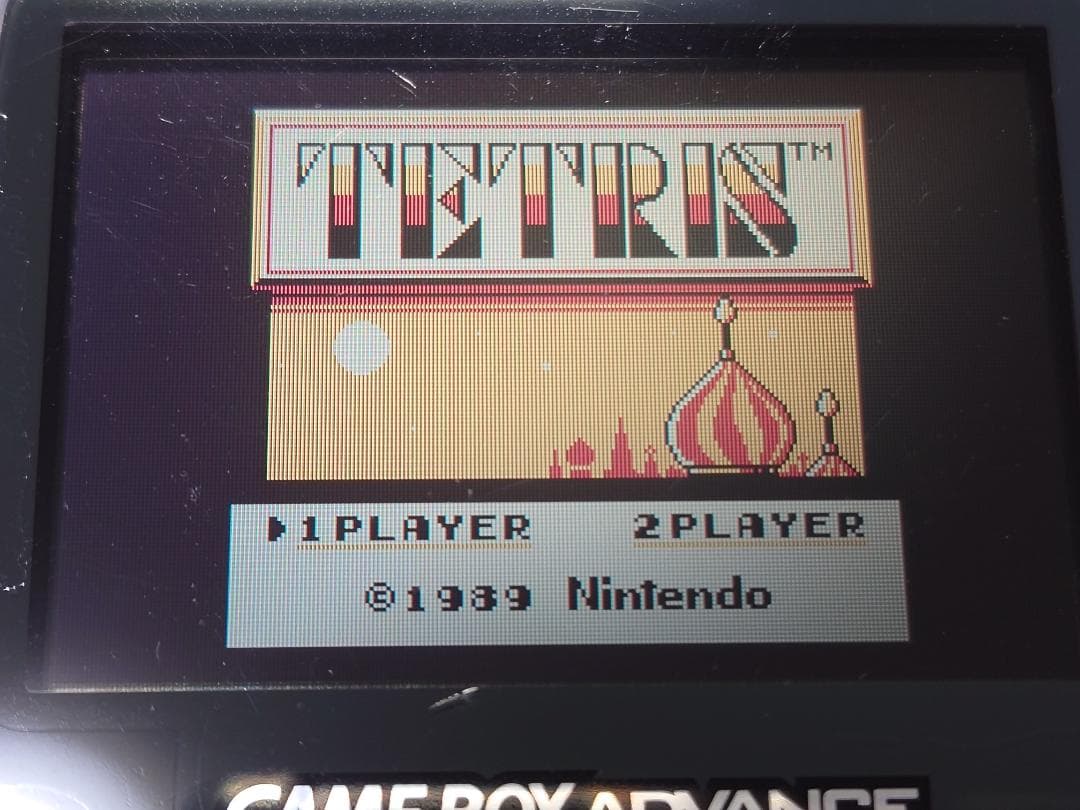 TETRIS™
1PLAYER 2PLAYER
©1989 Nintendo
GAME BOY ADVANCE